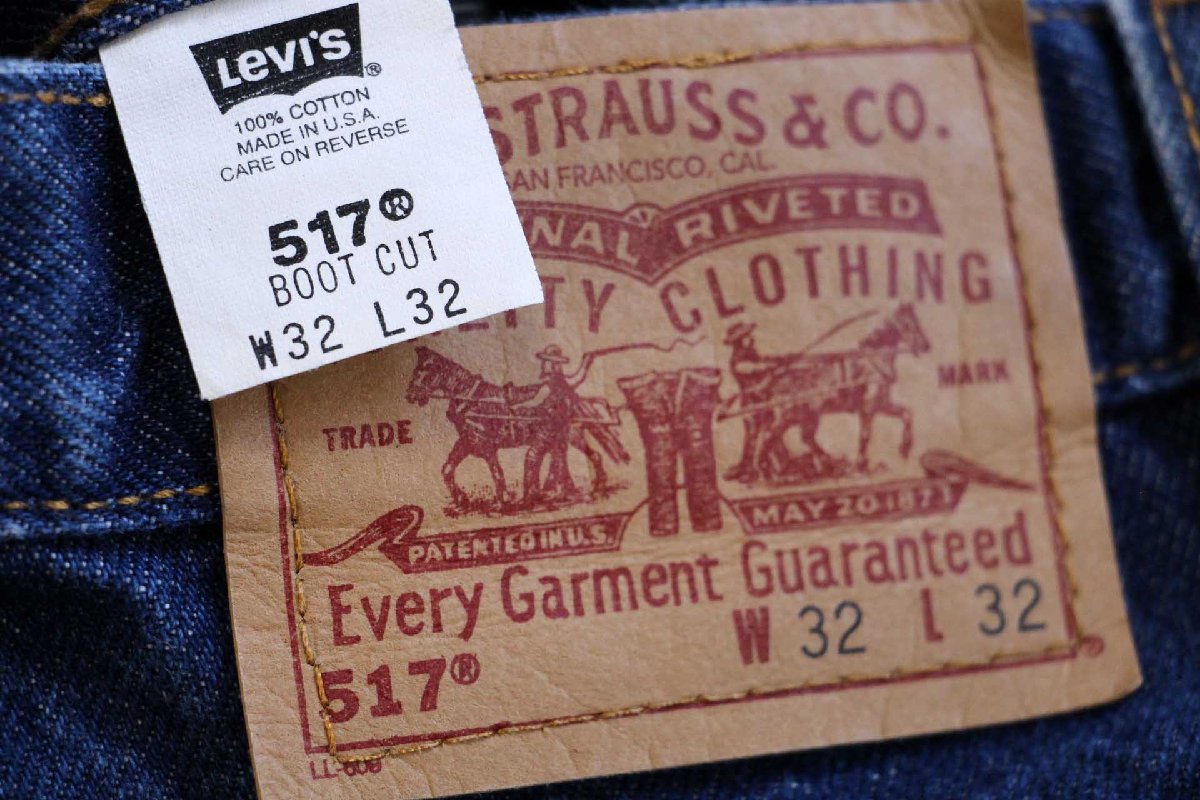 Levi's®
100% COTTON
MADE IN U.S.A.
CARE ON REVERSE
517®
BOOT CUT
W32 L32
STRAUSS & CO.
SAN FRANCISCO, CAL.
RIVETED
CLOTHING
TRADE MARK
PATENTED IN U.S. MAY 20 1873
Every Garment Guaranteed
W 32 L 32
517®